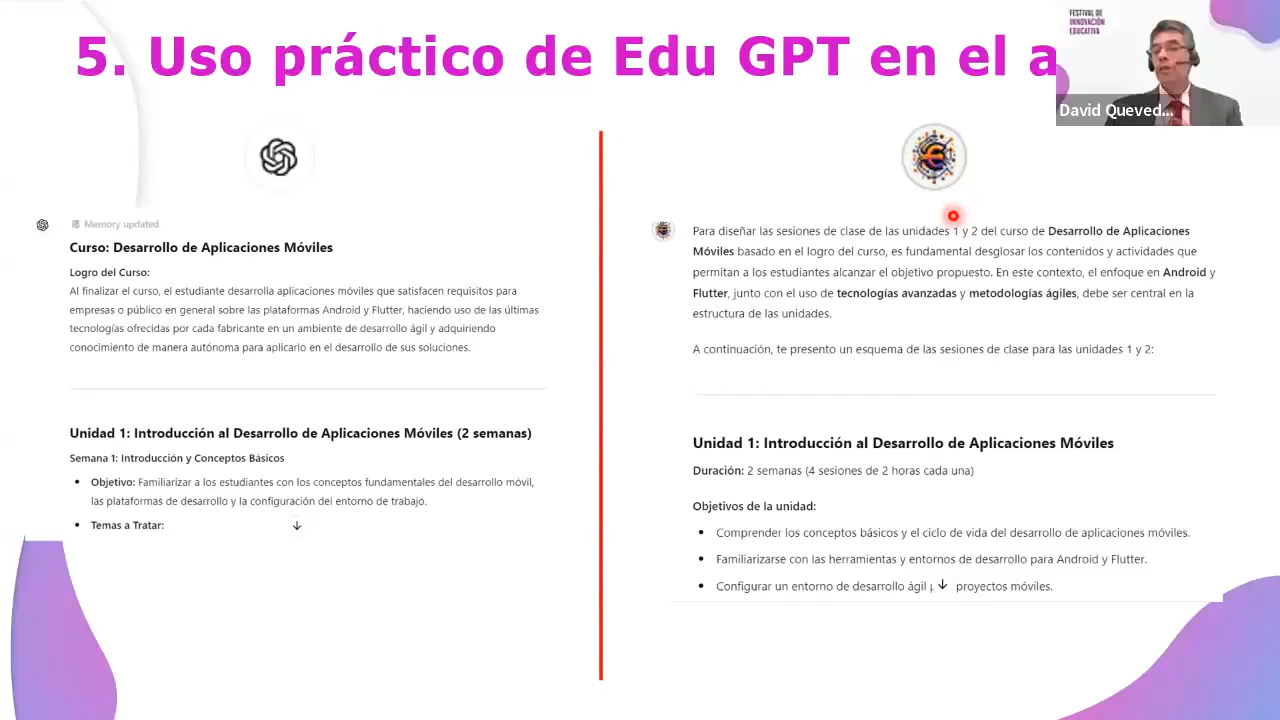 5. Uso práctico de Edu GPT en el a
FESTIVAL DE
INNOVACIÓN
EDUCATIVA
David Queved...
Memory updated
Curso: Desarrollo de Aplicaciones Móviles
Logro del Curso:
Al finalizar el curso, el estudiante desarrolla aplicaciones móviles que satisfacen requisitos para
empresas o público en general sobre las plataformas Android y Flutter, haciendo uso de las últimas
tecnologías ofrecidas por cada fabricante en un ambiente de desarrollo ágil y adquiriendo
conocimiento de manera autónoma para aplicarlo en el desarrollo de sus soluciones.
Unidad 1: Introducción al Desarrollo de Aplicaciones Móviles (2 semanas)
Semana 1: Introducción y Conceptos Básicos
• Objetivo: Familiarizar a los estudiantes con los conceptos fundamentales del desarrollo móvil,
las plataformas de desarrollo y la configuración del entorno de trabajo.
• Temas a Tratar:
Para diseñar las sesiones de clase de las unidades 1 y 2 del curso de Desarrollo de Aplicaciones
Móviles basado en el logro del curso, es fundamental desglosar los contenidos y actividades que
permitan a los estudiantes alcanzar el objetivo propuesto. En este contexto, el enfoque en Android y
Flutter, junto con el uso de tecnologías avanzadas y metodologías ágiles, debe ser central en la
estructura de las unidades.
A continuación, te presento un esquema de las sesiones de clase para las unidades 1 y 2:
Unidad 1: Introducción al Desarrollo de Aplicaciones Móviles
Duración: 2 semanas (4 sesiones de 2 horas cada una)
Objetivos de la unidad:
• Comprender los conceptos básicos y el ciclo de vida del desarrollo de aplicaciones móviles.
• Familiarizarse con las herramientas y entornos de desarrollo para Android y Flutter.
• Configurar un entorno de desarrollo ágil proyectos móviles.